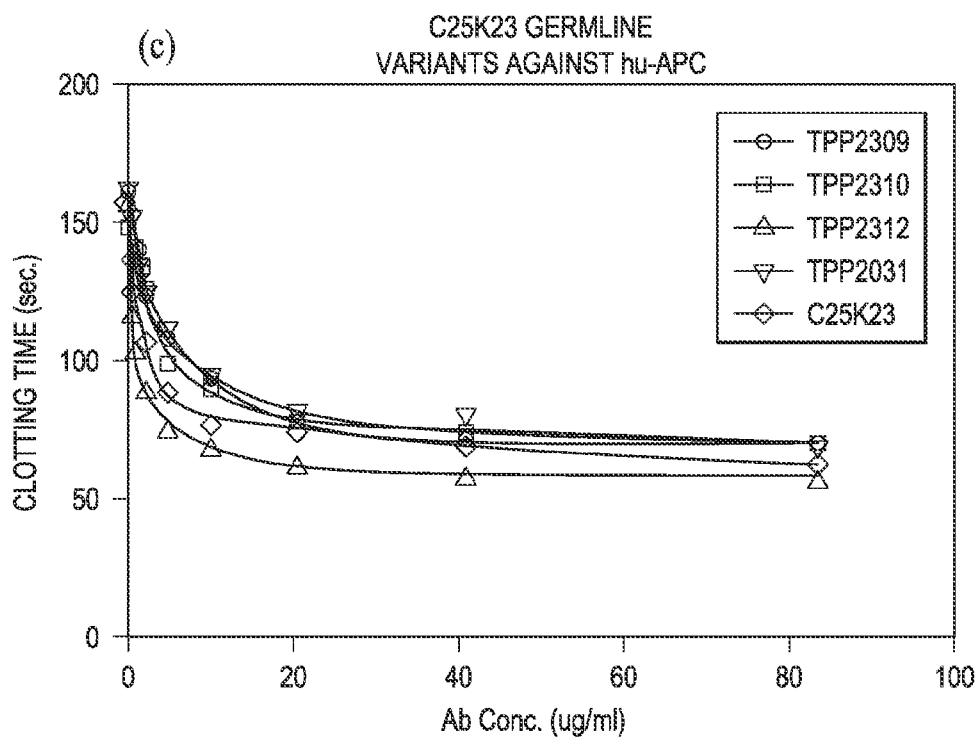 (c)
C25K23 GERMLINE
VARIANTS AGAINST hu-APC
200
150
100
50
0
CLOTTING TIME (sec.)
TPP2309
TPP2310
TPP2312
TPP2031
C25K23
0 20 40 60 80 100
Ab Conc. (ug/ml)